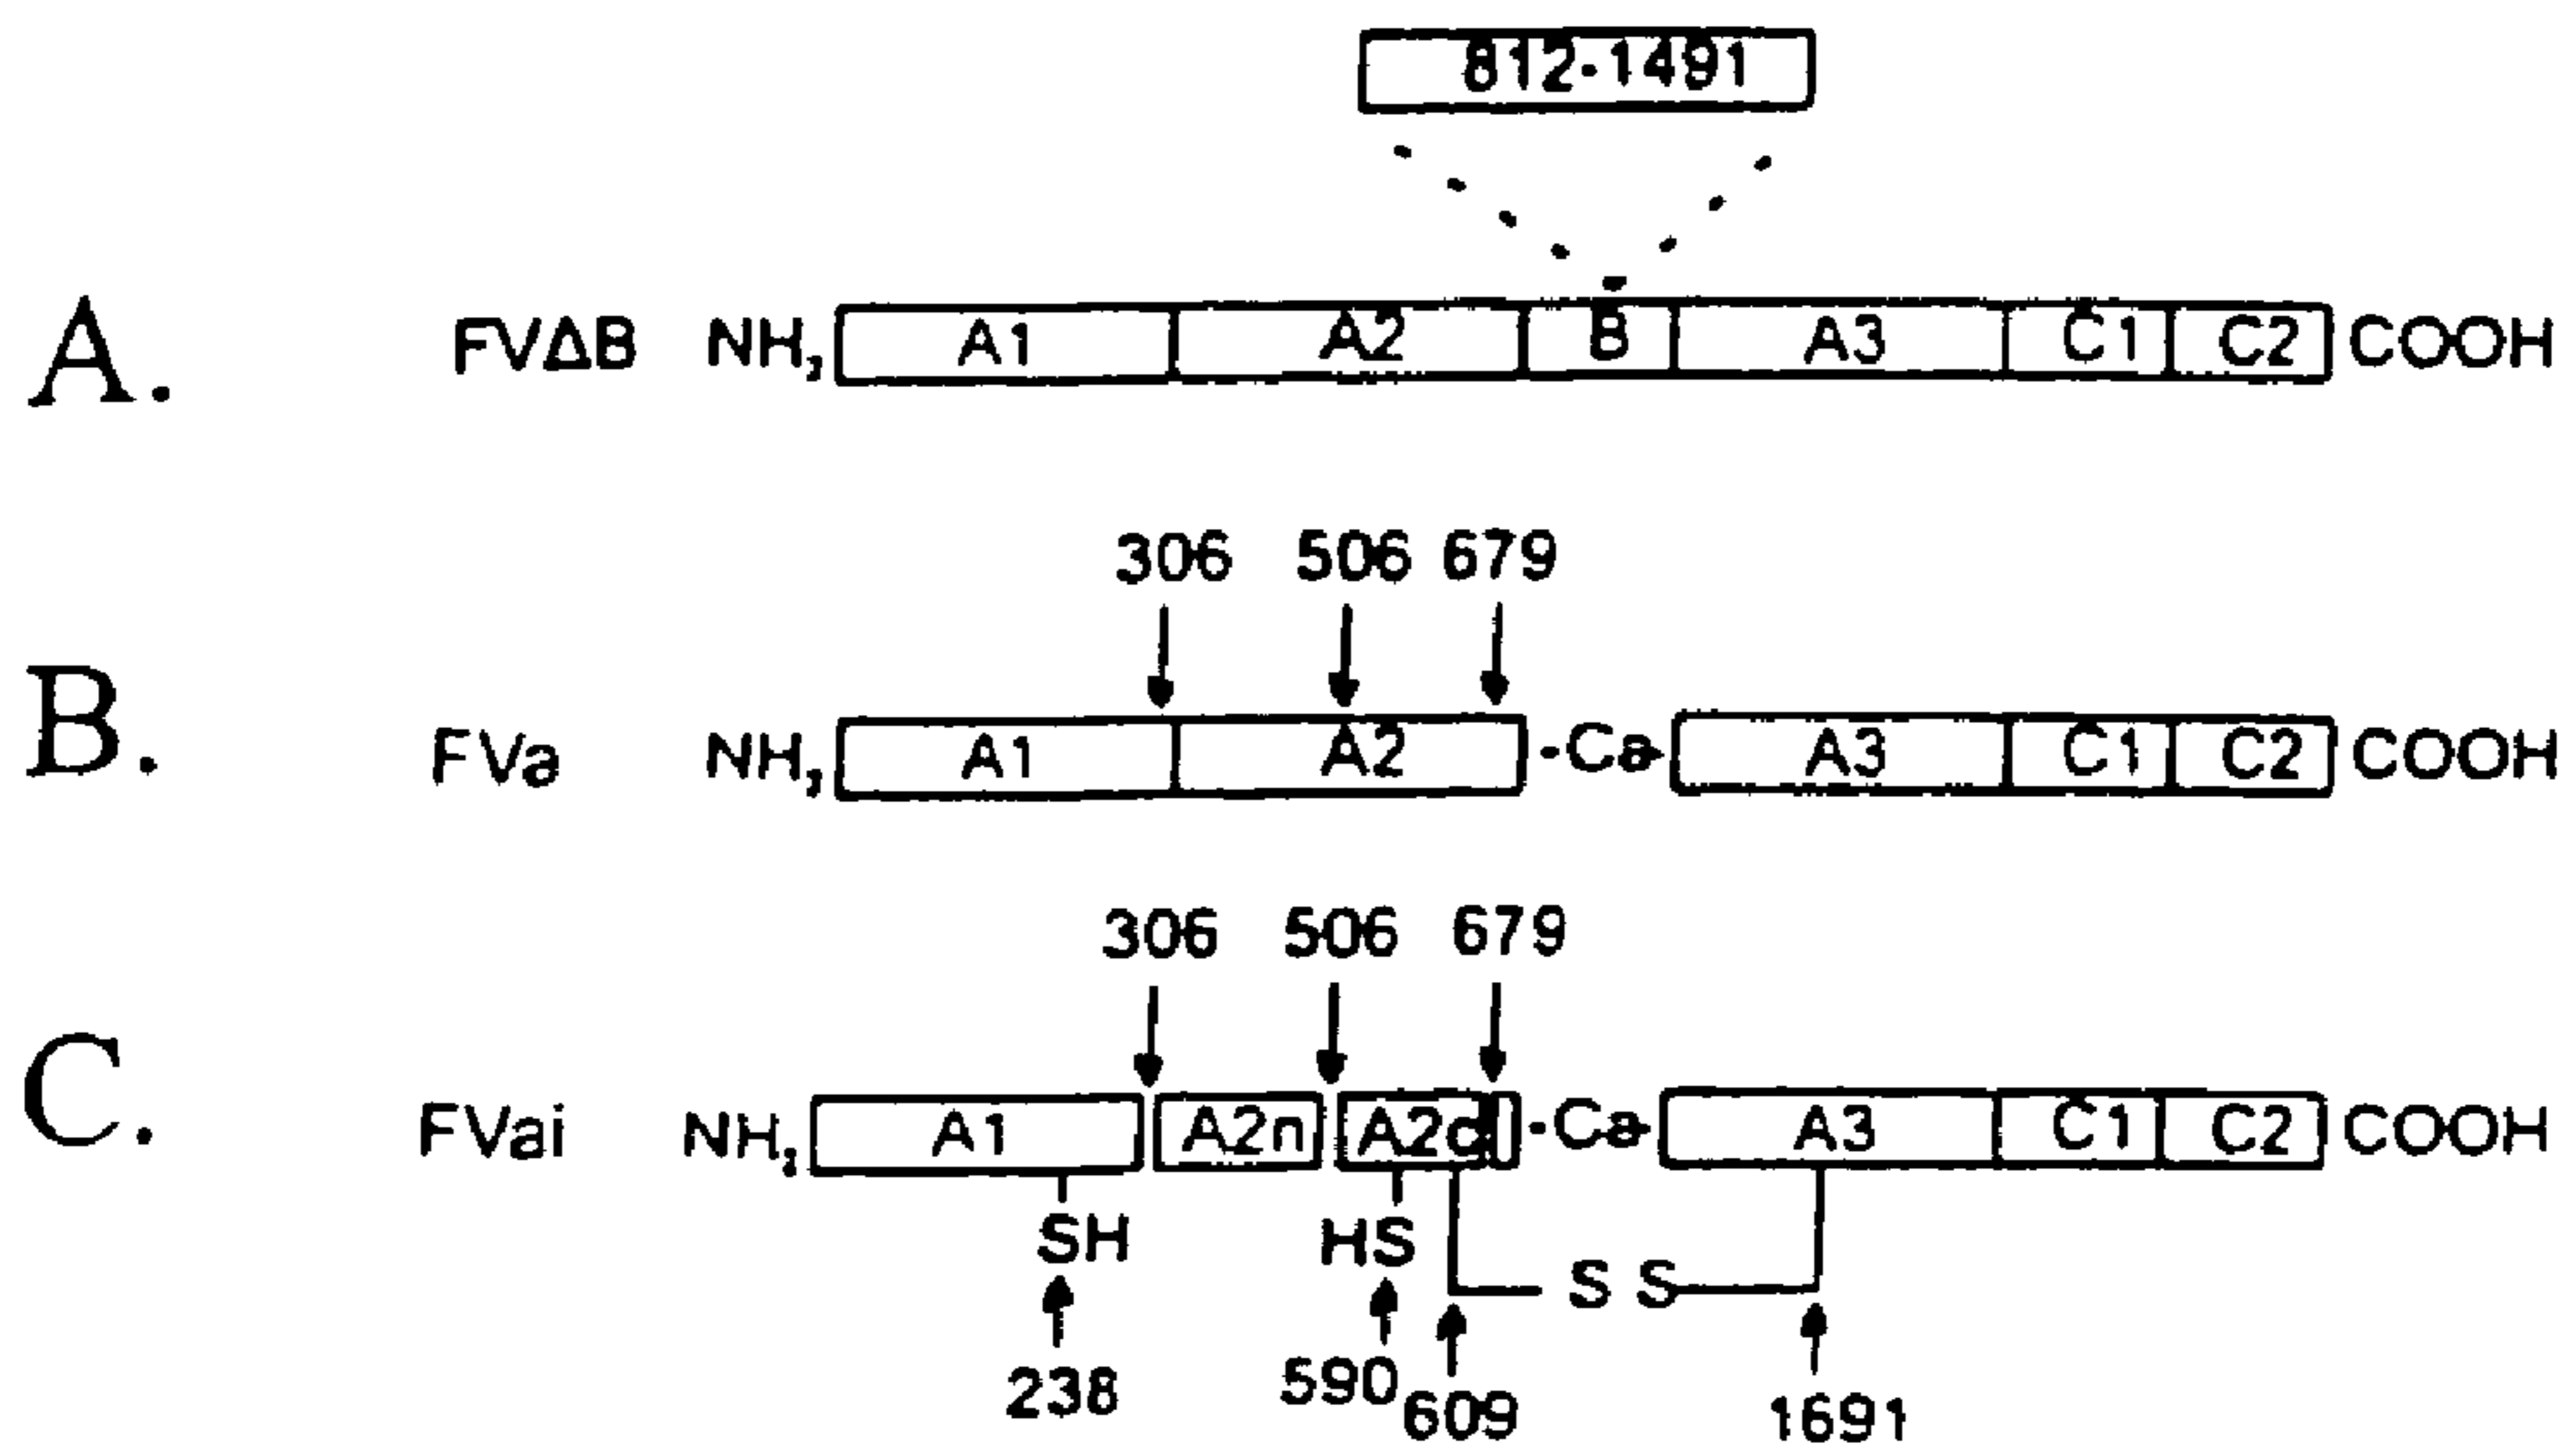 812-1491
A. FVΔB NH₂ A1 A2 B A3 C1 C2 COOH
306 506 679
B. FVa NH₂ A1 A2 -Ca- A3 C1 C2 COOH
306 506 679
C. FVai NH₂ A1 A2n A2c -Ca- A3 C1 C2 COOH
SH HS
S S
238 590 609 1691